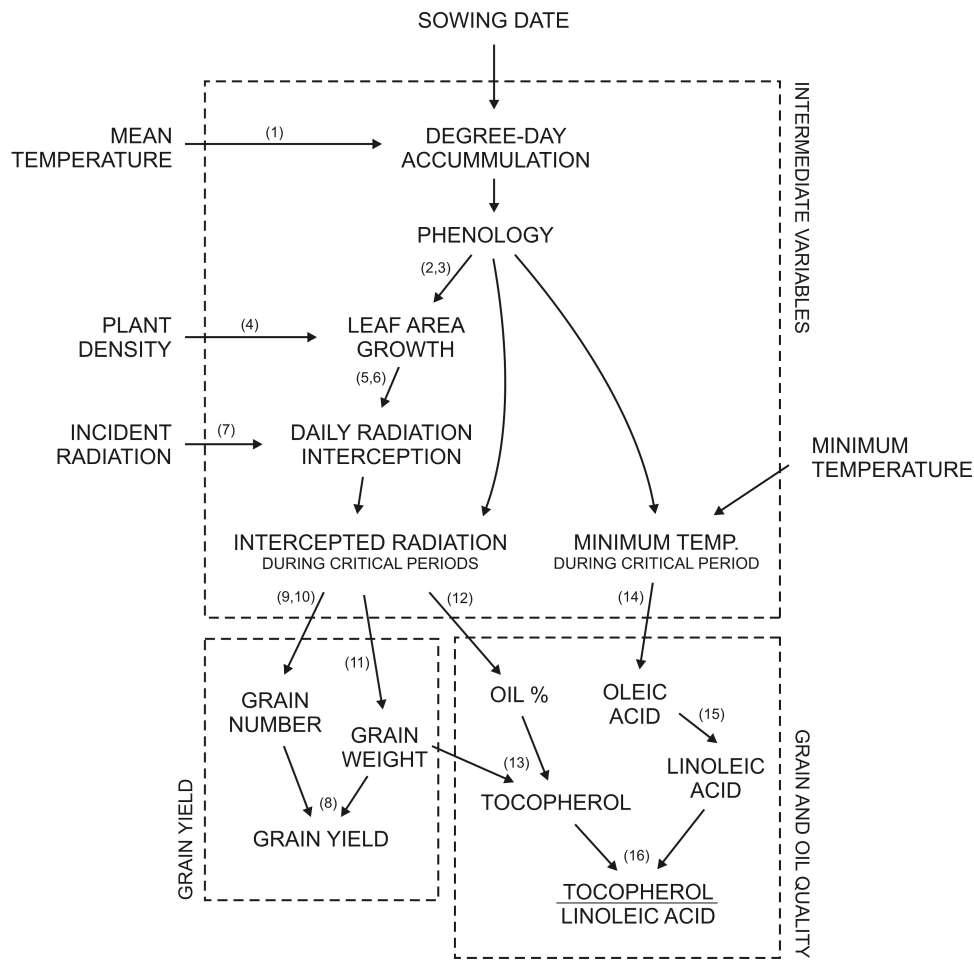 SOWING DATE
INTERMEDIATE VARIABLES
MEAN
TEMPERATURE
(1)
DEGREE-DAY
ACCUMMULATION
PHENOLOGY
(2,3)
PLANT
DENSITY
(4)
LEAF AREA
GROWTH
(5,6)
INCIDENT
RADIATION
(7)
DAILY RADIATION
INTERCEPTION
MINIMUM
TEMPERATURE
INTERCEPTED RADIATION
DURING CRITICAL PERIODS
MINIMUM TEMP.
DURING CRITICAL PERIOD
(9,10)
(11)
(12)
(14)
GRAIN
NUMBER
GRAIN
WEIGHT
(8)
GRAIN YIELD
GRAIN YIELD
OIL %
OLEIC
ACID
(15)
LINOLEIC
ACID
(13)
TOCOPHEROL
(16)
TOCOPHEROL
LINOLEIC ACID
GRAIN AND OIL QUALITY